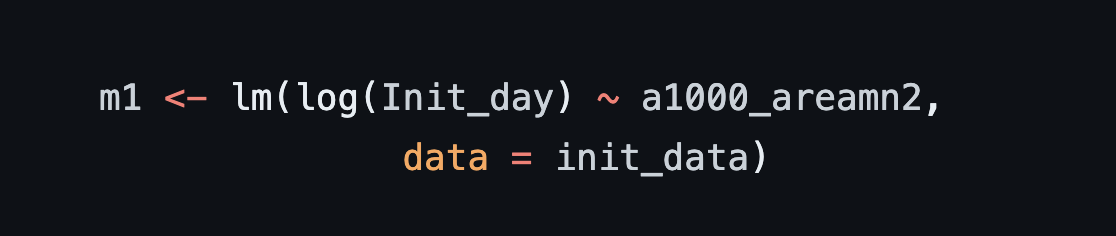 m1 <- lm(log(Init_day) ~ a1000_areamn2,
data = init_data)